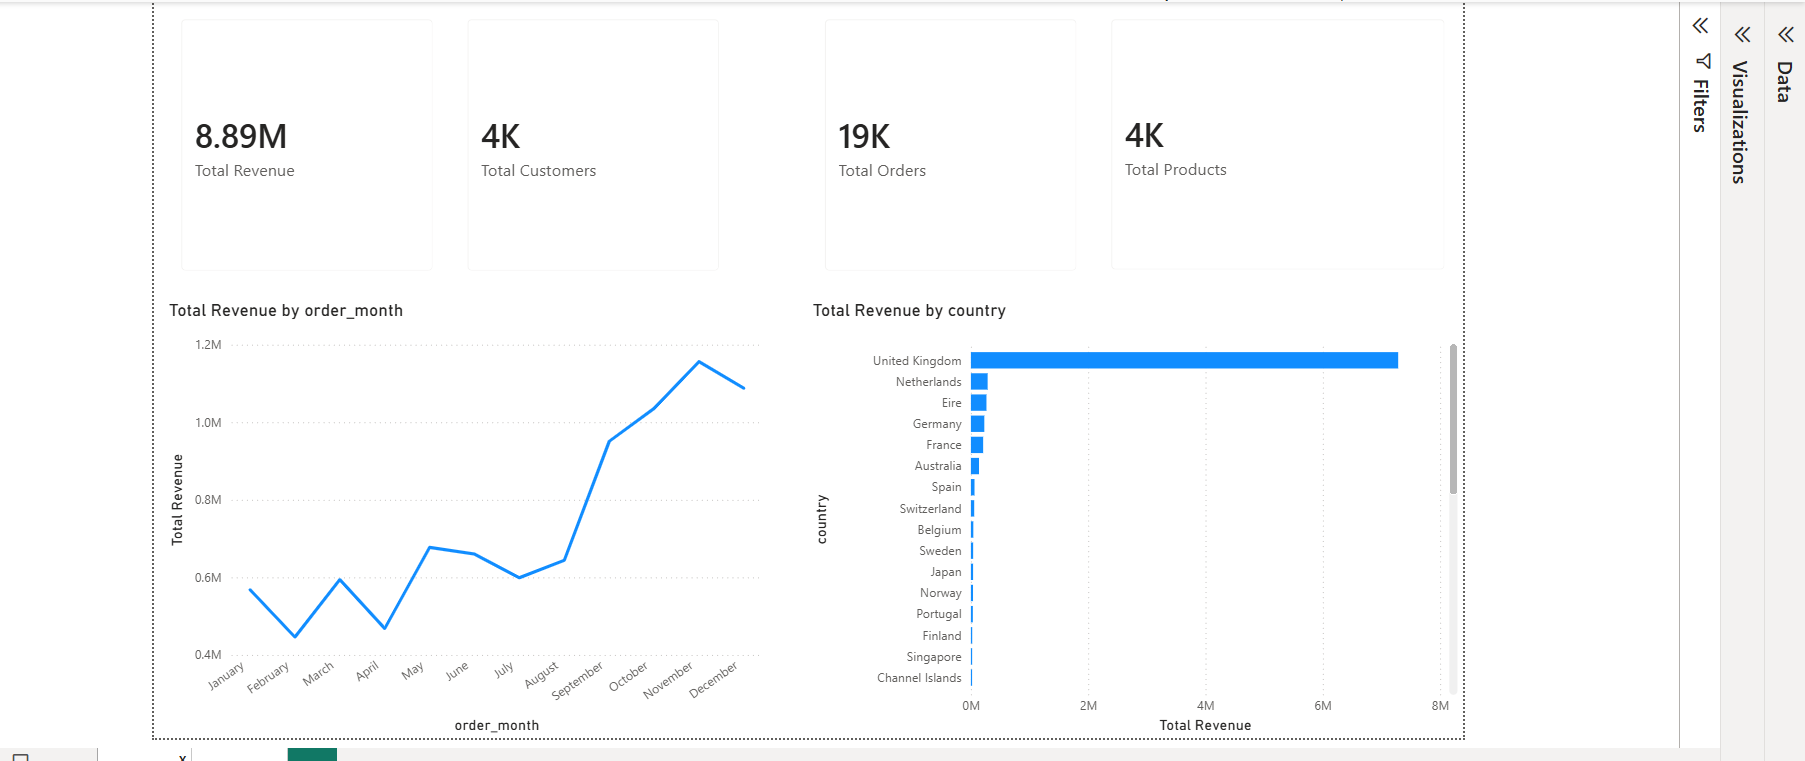 8.89M
Total Revenue
4K
Total Customers
19K
Total Orders
4K
Total Products
Total Revenue by order_month
1.2M
1.0M
0.8M
0.6M
0.4M
Total Revenue
January
February
March
April
May
June
July
August
September
October
November
December
order_month
Total Revenue by country
country
United Kingdom
Netherlands
Eire
Germany
France
Australia
Spain
Switzerland
Belgium
Sweden
Japan
Norway
Portugal
Finland
Singapore
Channel Islands
0M
2M
4M
6M
8M
Total Revenue
Filters
Visualizations
Data
x